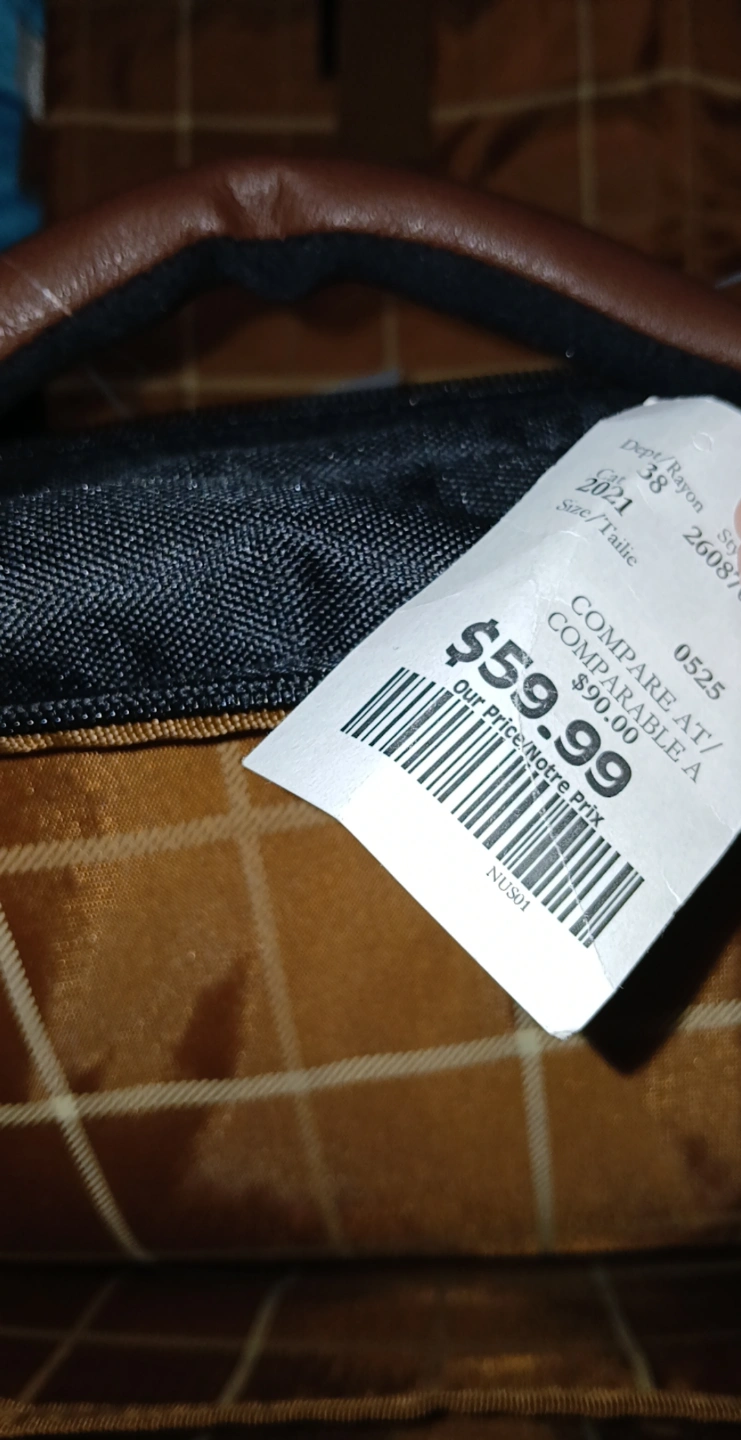 Dept/Rayon
38
Cat.
2021
Size/Taille
0525
COMPARE AT/
COMPARABLE A
$90.00
$59.99
Our Price/Notre Prix
NUS01